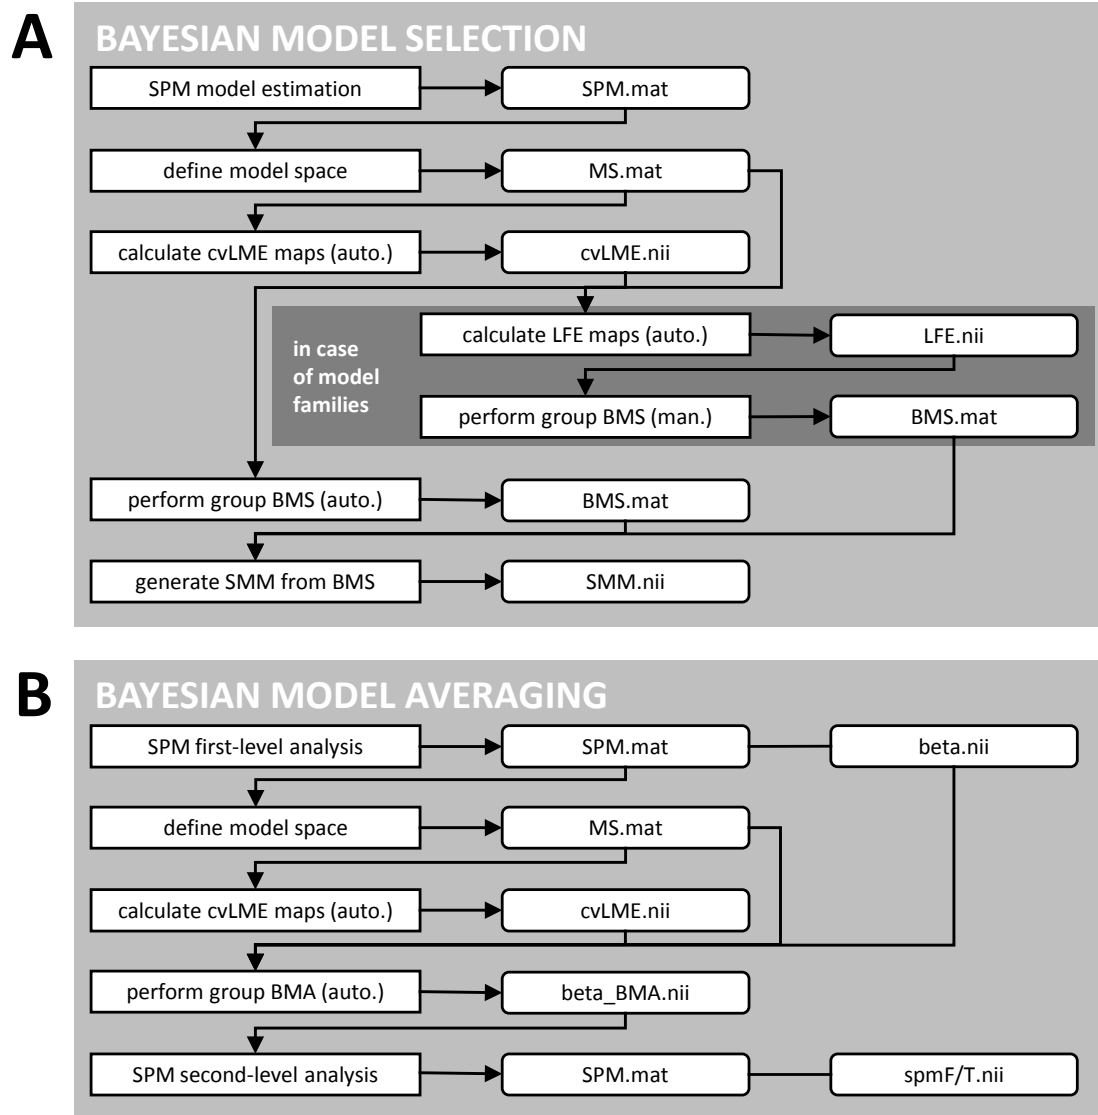 A
BAYESIAN MODEL SELECTION
SPM model estimation
SPM.mat
define model space
MS.mat
calculate cvLME maps (auto.)
cvLME.nii
in case
of model
families
calculate LFE maps (auto.)
LFE.nii
perform group BMS (man.)
BMS.mat
perform group BMS (auto.)
BMS.mat
generate SMM from BMS
SMM.nii
B
BAYESIAN MODEL AVERAGING
SPM first-level analysis
SPM.mat
beta.nii
define model space
MS.mat
calculate cvLME maps (auto.)
cvLME.nii
perform group BMA (auto.)
beta_BMA.nii
SPM second-level analysis
SPM.mat
spmF/T.nii